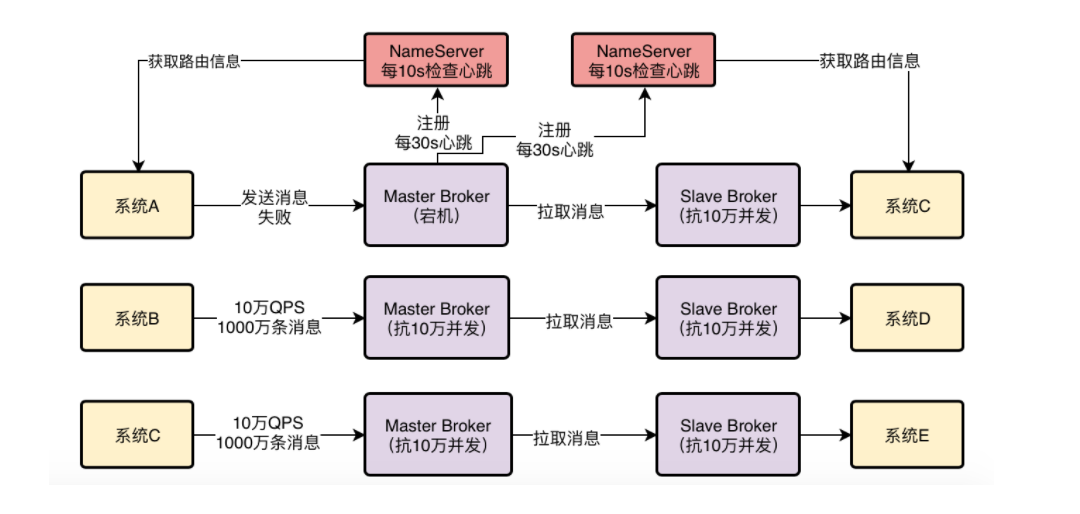 NameServer
每10s检查心跳
NameServer
每10s检查心跳
获取路由信息
获取路由信息
注册
每30s心跳
注册
每30s心跳
系统A
发送消息
失败
Master Broker
（宕机）
拉取消息
Slave Broker
（抗10万并发）
系统C
系统B
10万QPS
1000万条消息
Master Broker
（抗10万并发）
拉取消息
Slave Broker
（抗10万并发）
系统D
系统C
10万QPS
1000万条消息
Master Broker
（抗10万并发）
拉取消息
Slave Broker
（抗10万并发）
系统E